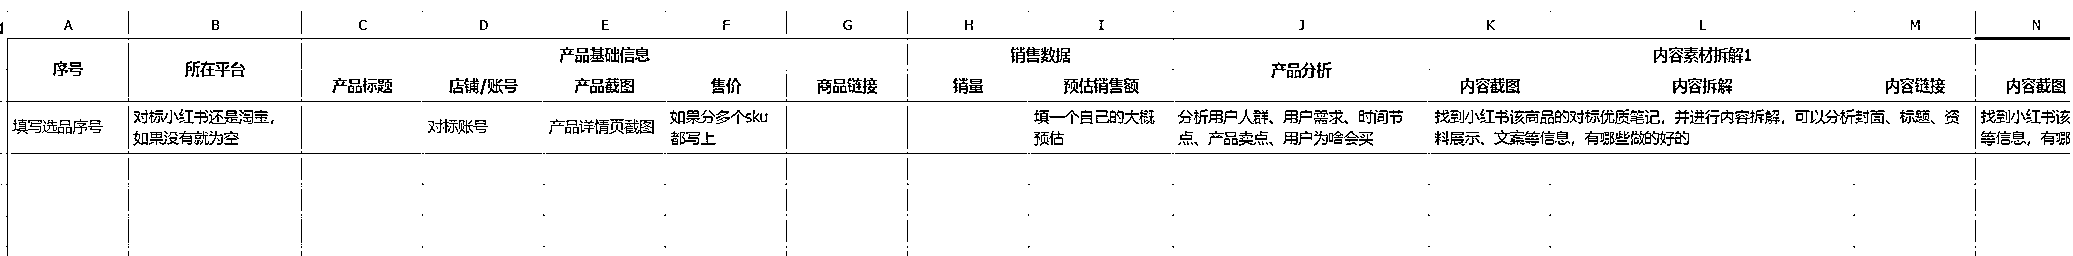 A B C D E F G H I J K L M N
序号 所在平台 产品基础信息 销售数据 产品分析 内容素材拆解1
产品标题 店铺/账号 产品截图 售价 商品链接 销量 预估销售额 内容截图 内容拆解 内容链接 内容截图
填写选品序号
对标小红书还是淘宝，
如果没有就为空
对标账号
产品详情页截图
如果分多个sku
都写上
填一个自己的大概
预估
分析用户人群、用户需求、时间节
点、产品卖点、用户为啥会买
找到小红书该商品的对标优质笔记，并进行内容拆解，可以分析封面、标题、资
料展示、文案等信息，有哪些做的好的
找到小红书该
等信息，有哪